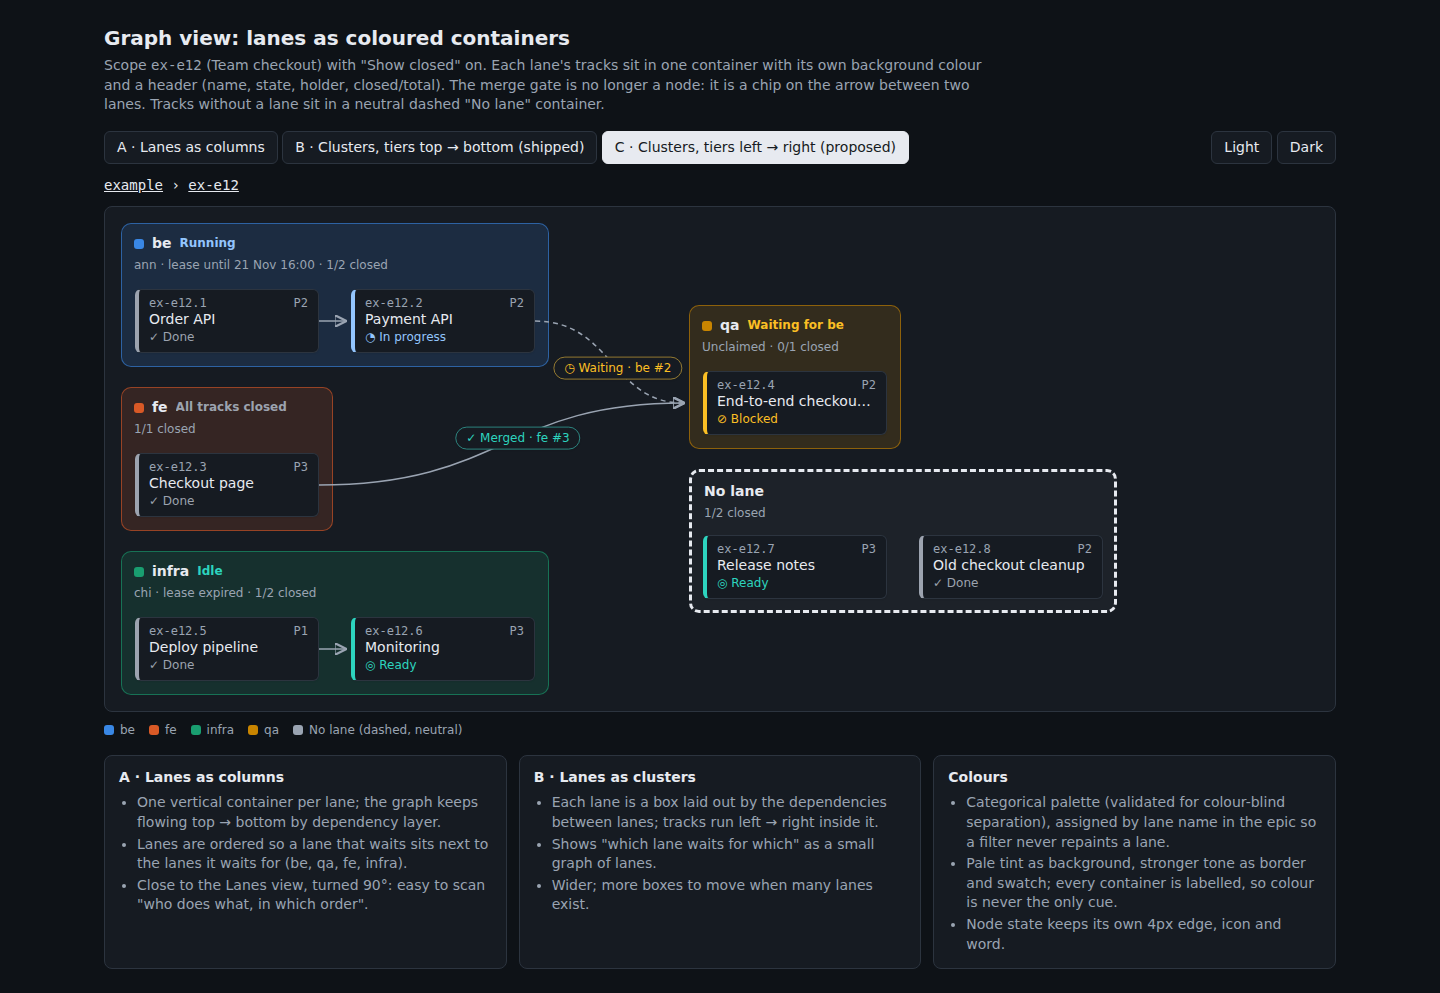 Graph view: lanes as coloured containers
Scope ex-e12 (Team checkout) with "Show closed" on. Each lane's tracks sit in one container with its own background colour
and a header (name, state, holder, closed/total). The merge gate is no longer a node: it is a chip on the arrow between two
lanes. Tracks without a lane sit in a neutral dashed "No lane" container.
A · Lanes as columns
B · Clusters, tiers top → bottom (shipped)
C · Clusters, tiers left → right (proposed)
Light
Dark
example › ex-e12
be Running
ann · lease until 21 Nov 16:00 · 1/2 closed
ex-e12.1 P2
Order API
✓ Done
ex-e12.2 P2
Payment API
◔ In progress
◷ Waiting · be #2
qa Waiting for be
Unclaimed · 0/1 closed
ex-e12.4 P2
End-to-end checkou…
⊘ Blocked
fe All tracks closed
1/1 closed
ex-e12.3 P3
Checkout page
✓ Done
✓ Merged · fe #3
No lane
1/2 closed
ex-e12.7 P3
Release notes
◎ Ready
ex-e12.8 P2
Old checkout cleanup
✓ Done
infra Idle
chi · lease expired · 1/2 closed
ex-e12.5 P1
Deploy pipeline
✓ Done
ex-e12.6 P3
Monitoring
◎ Ready
be fe infra qa No lane (dashed, neutral)
A · Lanes as columns
• One vertical container per lane; the graph keeps
flowing top → bottom by dependency layer.
• Lanes are ordered so a lane that waits sits next to
the lanes it waits for (be, qa, fe, infra).
• Close to the Lanes view, turned 90°: easy to scan
"who does what, in which order".
B · Lanes as clusters
• Each lane is a box laid out by the dependencies
between lanes; tracks run left → right inside it.
• Shows "which lane waits for which" as a small
graph of lanes.
• Wider; more boxes to move when many lanes
exist.
Colours
• Categorical palette (validated for colour-blind
separation), assigned by lane name in the epic so
a filter never repaints a lane.
• Pale tint as background, stronger tone as border
and swatch; every container is labelled, so colour
is never the only cue.
• Node state keeps its own 4px edge, icon and
word.